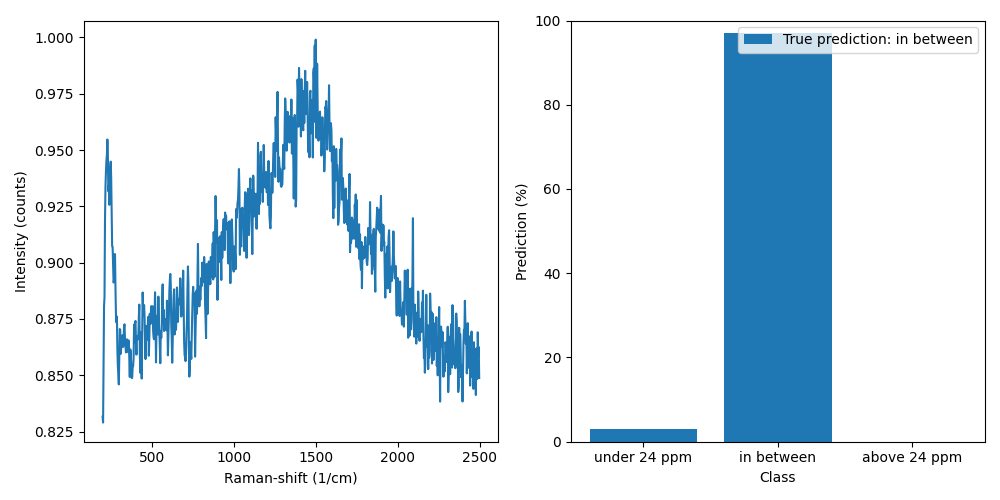 1.000
0.975
0.950
0.925
0.900
0.875
0.850
0.825
Intensity (counts)
500 1000 1500 2000 2500
Raman-shift (1/cm)
100
80
60
40
20
0
Prediction (%)
True prediction: in between
under 24 ppm in between above 24 ppm
Class